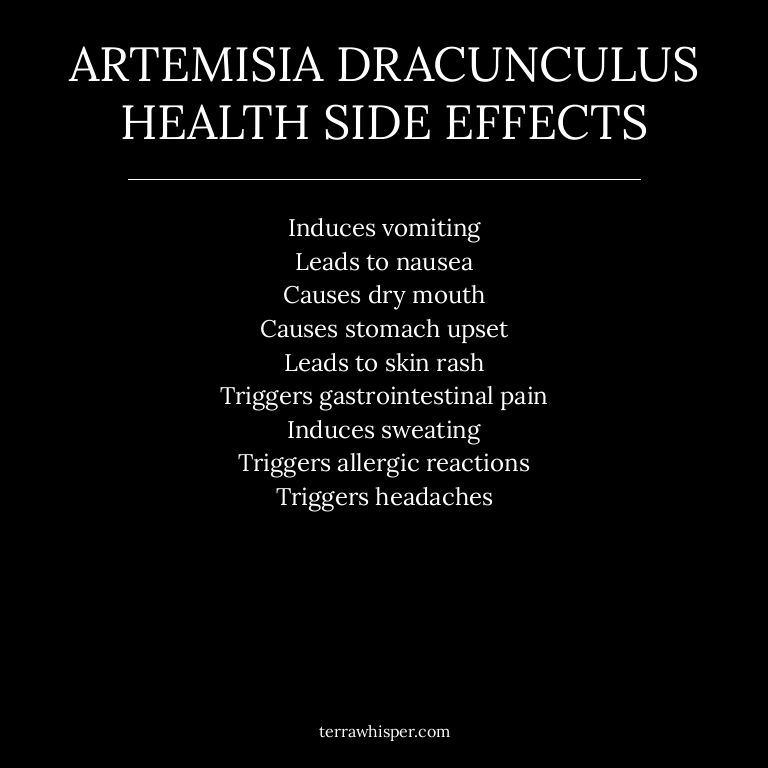 ARTEMISIA DRACUNCULUS
HEALTH SIDE EFFECTS
Induces vomiting
Leads to nausea
Causes dry mouth
Causes stomach upset
Leads to skin rash
Triggers gastrointestinal pain
Induces sweating
Triggers allergic reactions
Triggers headaches
terrawhisper.com